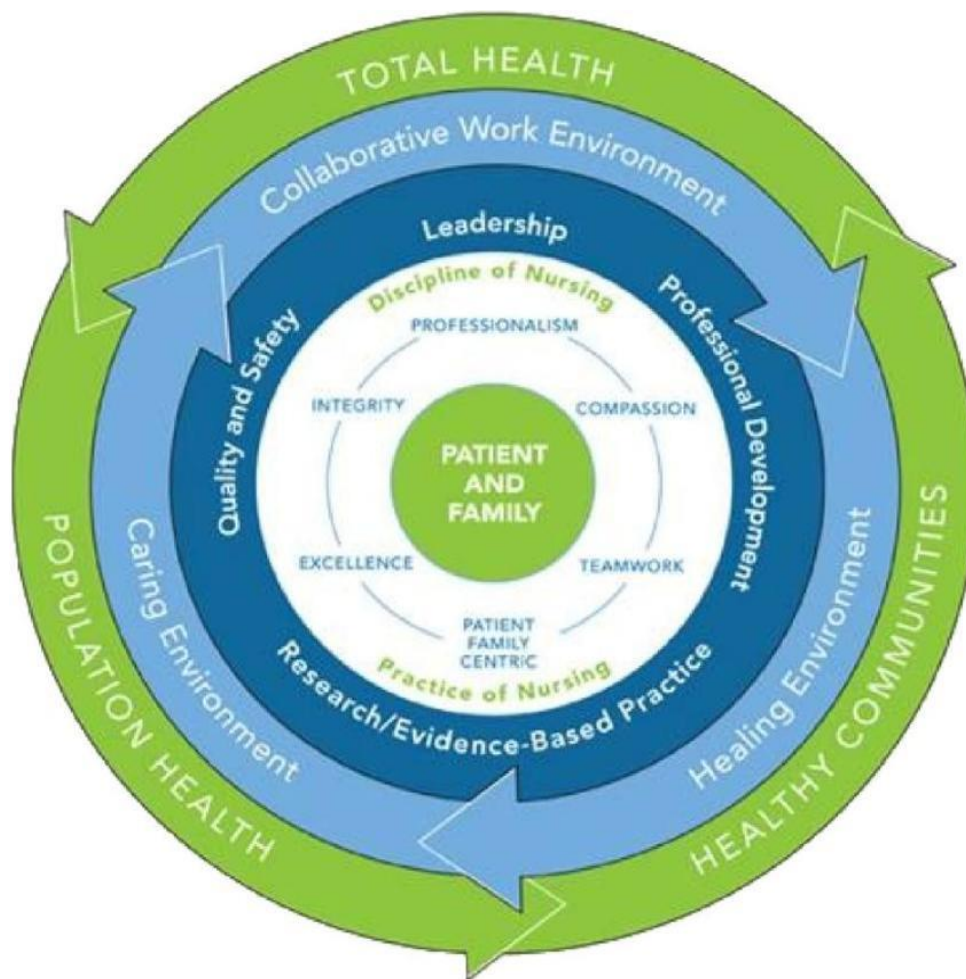 TOTAL HEALTH
Collaborative Work Environment
Leadership
Discipline of Nursing
PROFESSIONALISM
INTEGRITY
COMPASSION
Quality and Safety
Professional Development
PATIENT
AND
FAMILY
EXCELLENCE
TEAMWORK
PATIENT
FAMILY
CENTRIC
Practice of Nursing
Research/Evidence-Based Practice
Caring Environment
Healing Environment
POPULATION HEALTH
HEALTHY COMMUNITIES